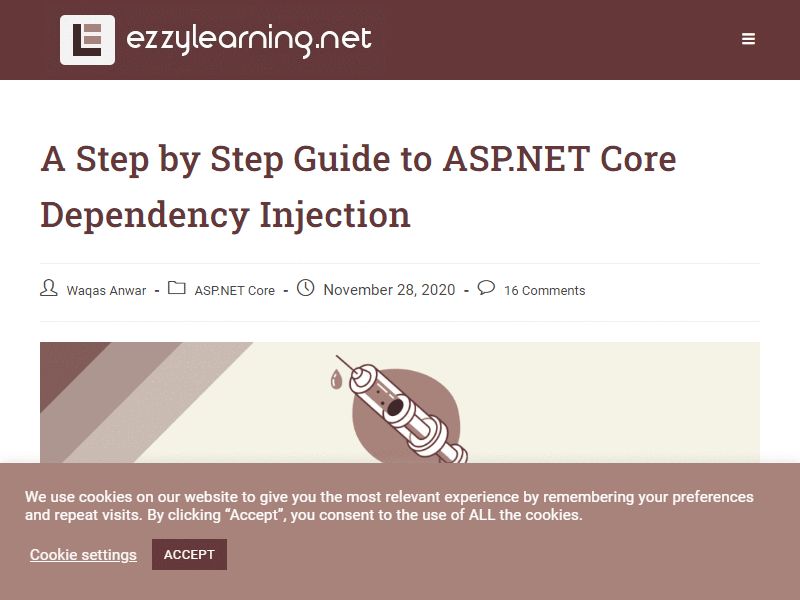 ezzylearning.net
A Step by Step Guide to ASP.NET Core
Dependency Injection
Waqas Anwar - ASP.NET Core - November 28, 2020 - 16 Comments
We use cookies on our website to give you the most relevant experience by remembering your preferences
and repeat visits. By clicking “Accept”, you consent to the use of ALL the cookies.
Cookie settings ACCEPT